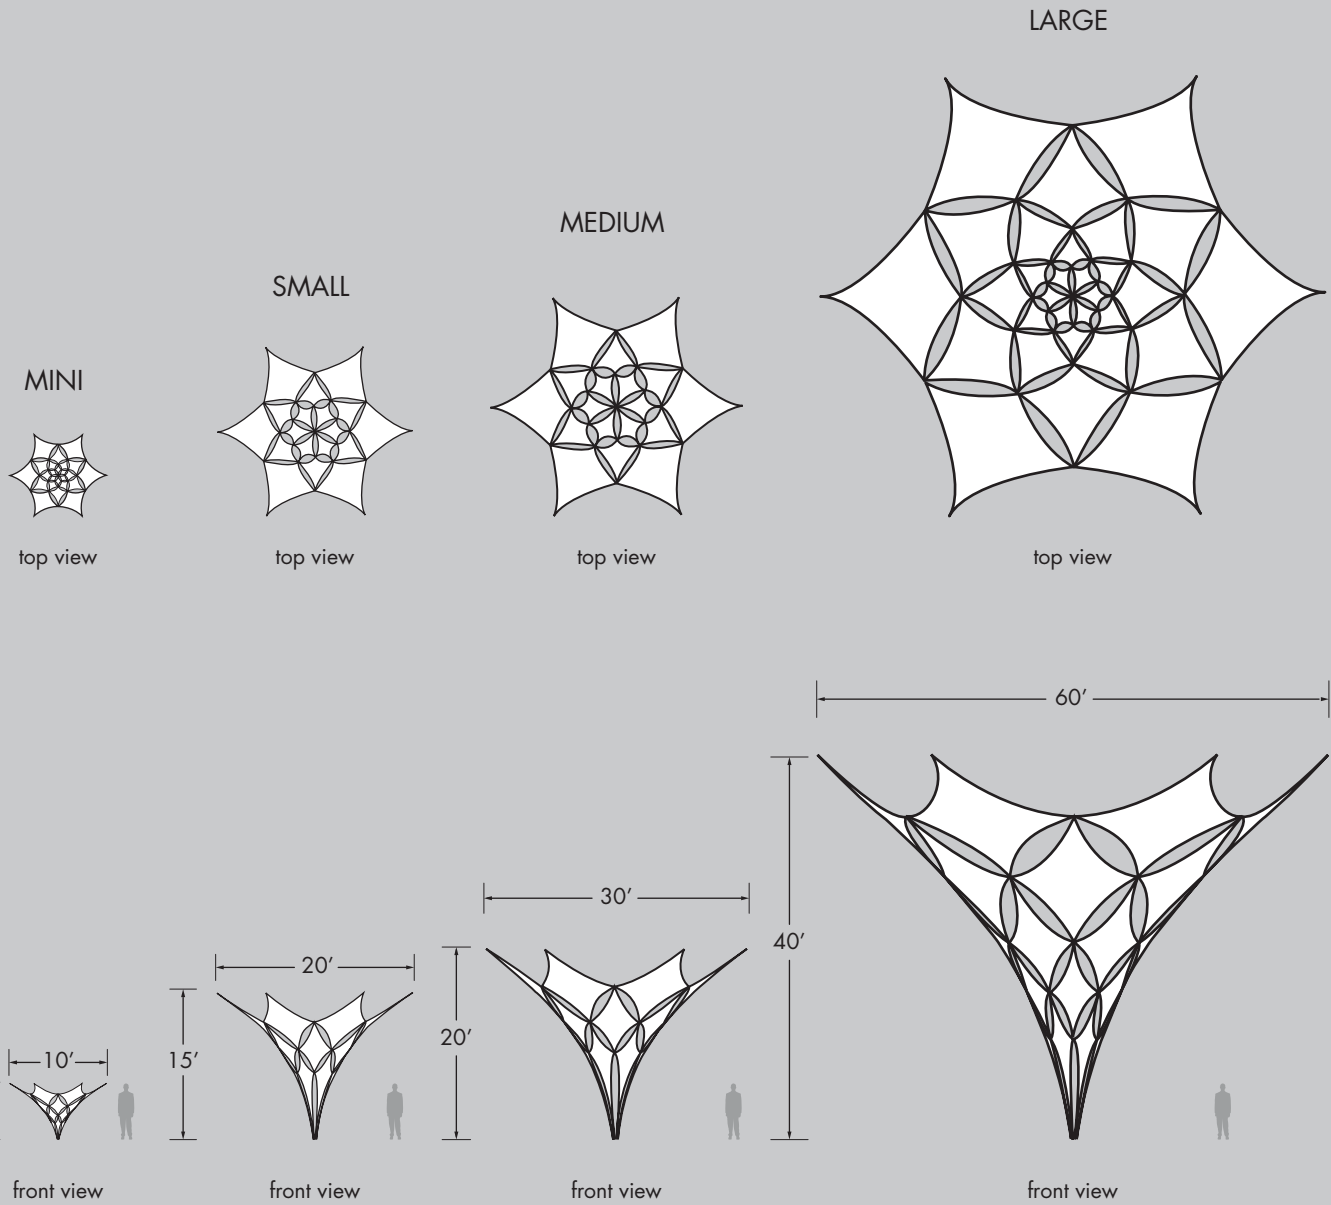 LARGE
MEDIUM
SMALL
MINI
top view
top view
top view
top view
60′
30′
40′
20′
20′
10′
15′
front view
front view
front view
front view